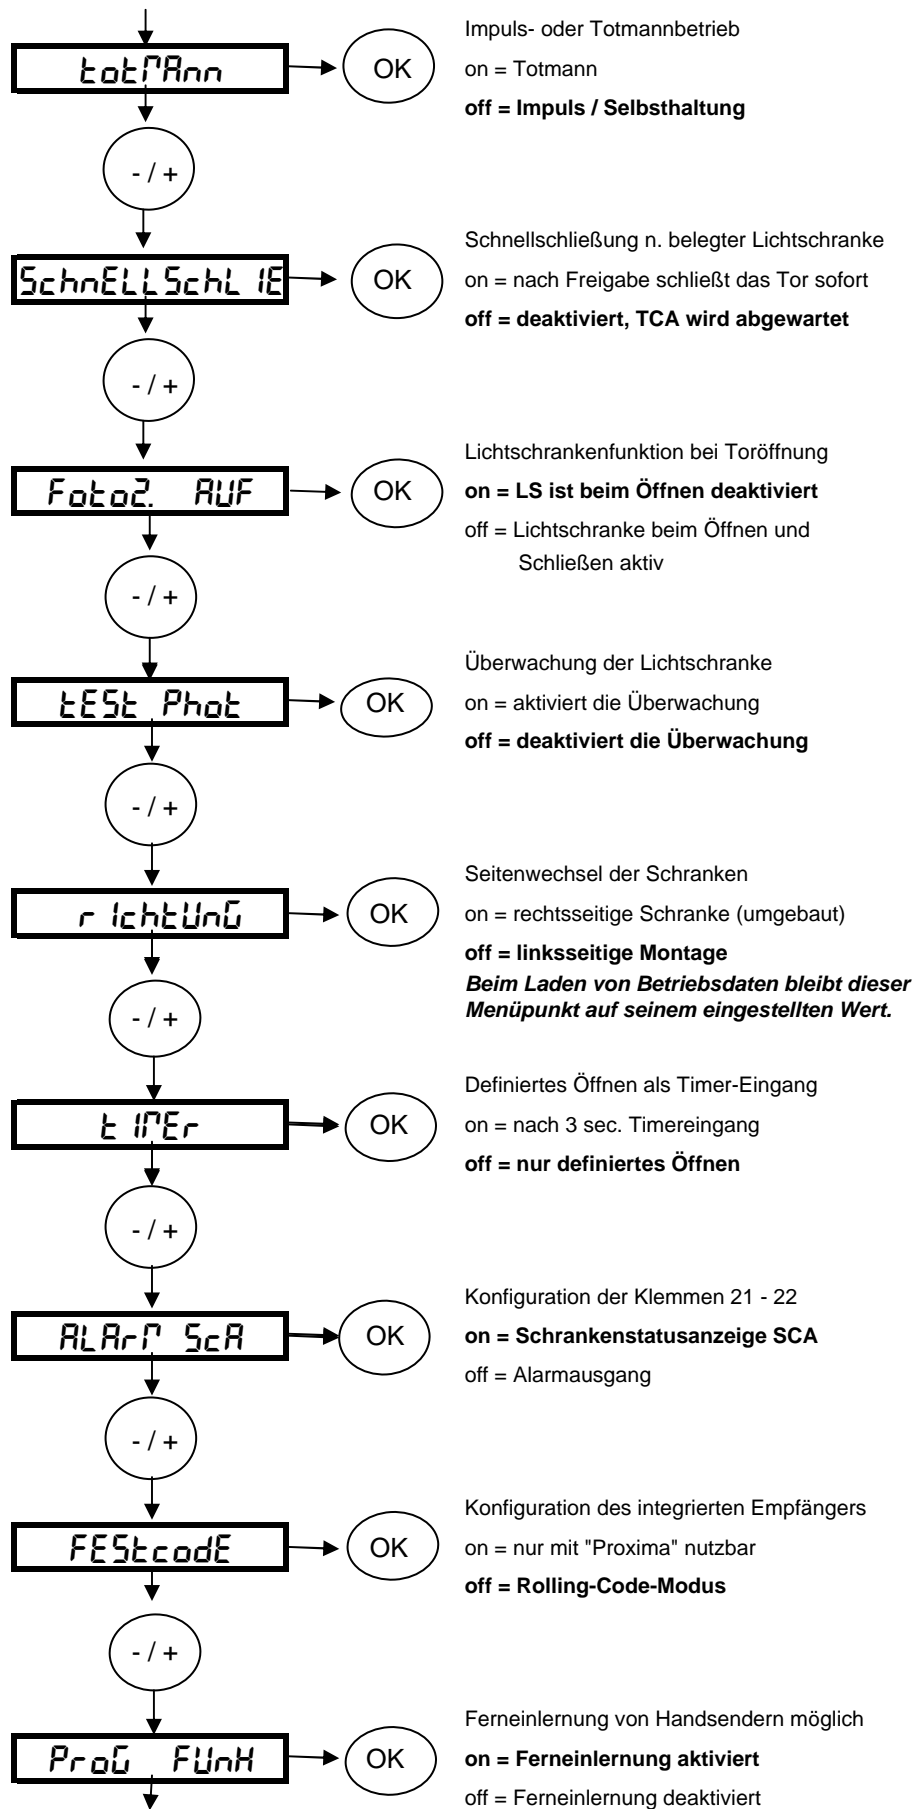 Impuls- oder Totmannbetrieb
totMAnn
OK
on = Totmann
off = Impuls / Selbsthaltung
- / +
Schnellschließung n. belegter Lichtschranke
SchnELLSchLIE
OK
on = nach Freigabe schließt das Tor sofort
off = deaktiviert, TCA wird abgewartet
- / +
Lichtschrankenfunktion bei Toröffnung
Foto2. AUF
OK
on = LS ist beim Öffnen deaktiviert
off = Lichtschranke beim Öffnen und
Schließen aktiv
- / +
Überwachung der Lichtschranke
tESt Phot
OK
on = aktiviert die Überwachung
off = deaktiviert die Überwachung
- / +
Seitenwechsel der Schranken
rIchtUnG
OK
on = rechtsseitige Schranke (umgebaut)
off = linksseitige Montage
Beim Laden von Betriebsdaten bleibt dieser
Menüpunkt auf seinem eingestellten Wert.
- / +
Definiertes Öffnen als Timer-Eingang
tIMEr
OK
on = nach 3 sec. Timereingang
off = nur definiertes Öffnen
- / +
Konfiguration der Klemmen 21 - 22
ALArM ScA
OK
on = Schrankenstatusanzeige SCA
off = Alarmausgang
- / +
Konfiguration des integrierten Empfängers
FEStcodE
OK
on = nur mit "Proxima" nutzbar
off = Rolling-Code-Modus
- / +
Ferneinlernung von Handsendern möglich
ProG FUnH
OK
on = Ferneinlernung aktiviert
off = Ferneinlernung deaktiviert